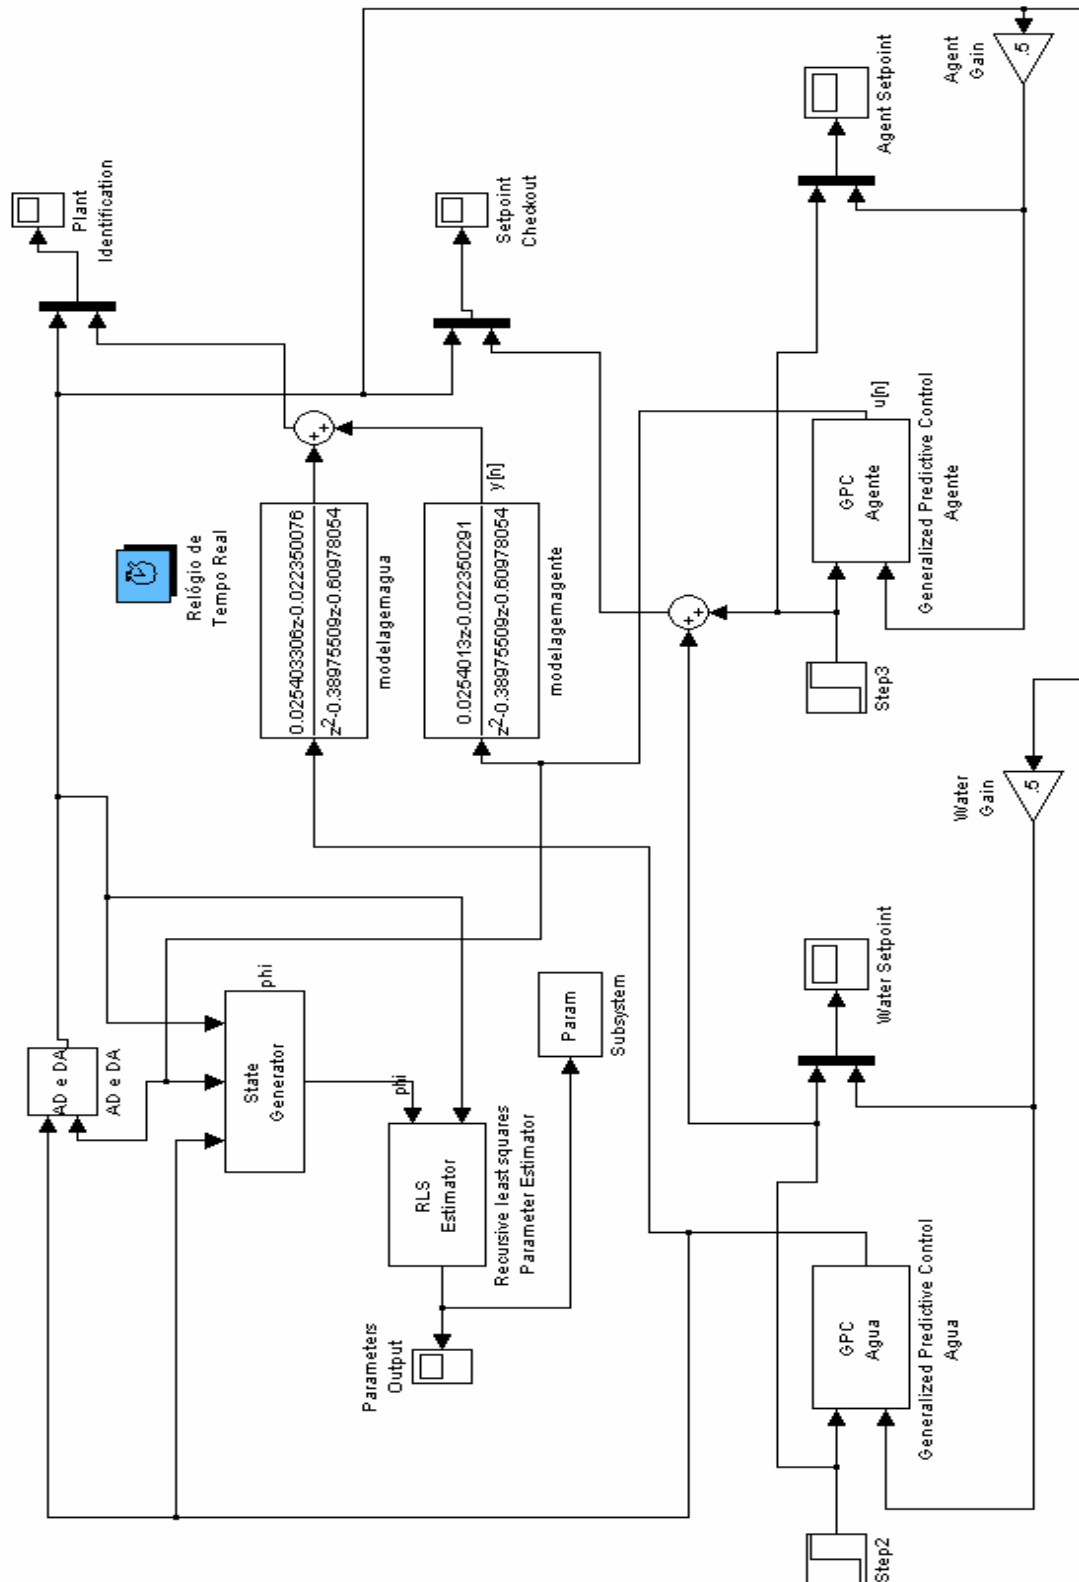 AD e DA
AD e DA
Plant
Identification
phi
State
Generator
Relógio de
Tempo Real
0.025403306z-0.022350076
z²-0.38975509z-0.60978054
modelagemagua
phi
RLS
Estimator
Recursive least squares
Parameter Estimator
Parameters
Output
Param
Subsystem
0.0254013z-0.022350291
z²-0.38975509z-0.60978054
modelagemagente
y[n]
Setpoint
Checkout
+
+
+
+
Step2
GPC
Agua
Generalized Predictive Control
Agua
Water Setpoint
Step3
GPC
Agente
Generalized Predictive Control
Agente
u[n]
Agent Setpoint
Water
Gain
.5
Agent
Gain
.5